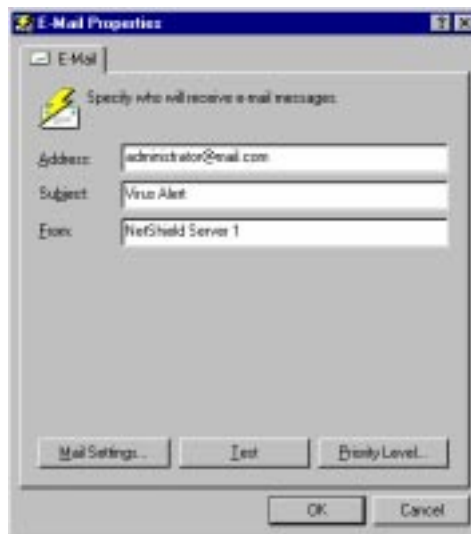 E-Mail Properties
E-Mail
Specify who will receive e-mail messages.
Address: administrator@mail.com
Subject: Virus Alert
From: NetShield Server 1
Mail Settings... Test Priority Level...
OK Cancel